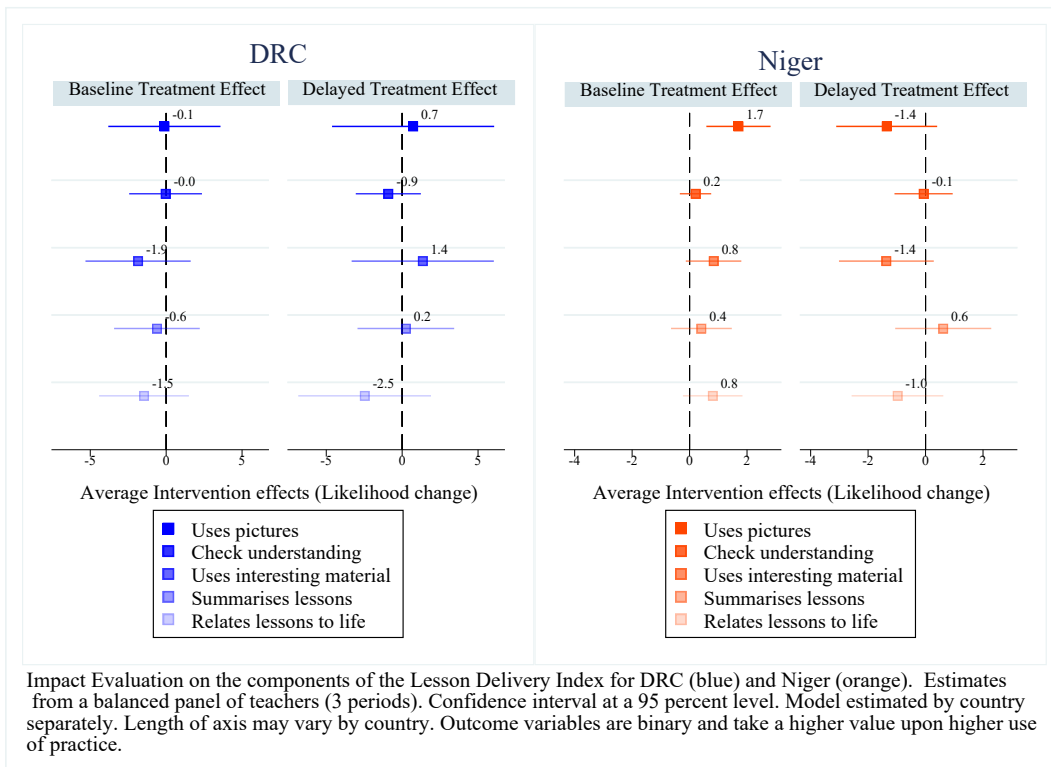 DRC
Baseline Treatment Effect
Delayed Treatment Effect
-0.1
-0.0
-1.9
-0.6
-1.5
0.7
-0.9
1.4
0.2
-2.5
-5 0 5
-5 0 5
Average Intervention effects (Likelihood change)
Uses pictures
Check understanding
Uses interesting material
Summarises lessons
Relates lessons to life
Niger
Baseline Treatment Effect
Delayed Treatment Effect
1.7
0.2
0.8
0.4
0.8
-1.4
-0.1
-1.4
0.6
-1.0
-4 -2 0 2
-4 -2 0 2
Average Intervention effects (Likelihood change)
Uses pictures
Check understanding
Uses interesting material
Summarises lessons
Relates lessons to life
Impact Evaluation on the components of the Lesson Delivery Index for DRC (blue) and Niger (orange). Estimates
from a balanced panel of teachers (3 periods). Confidence interval at a 95 percent level. Model estimated by country
separately. Length of axis may vary by country. Outcome variables are binary and take a higher value upon higher use
of practice.